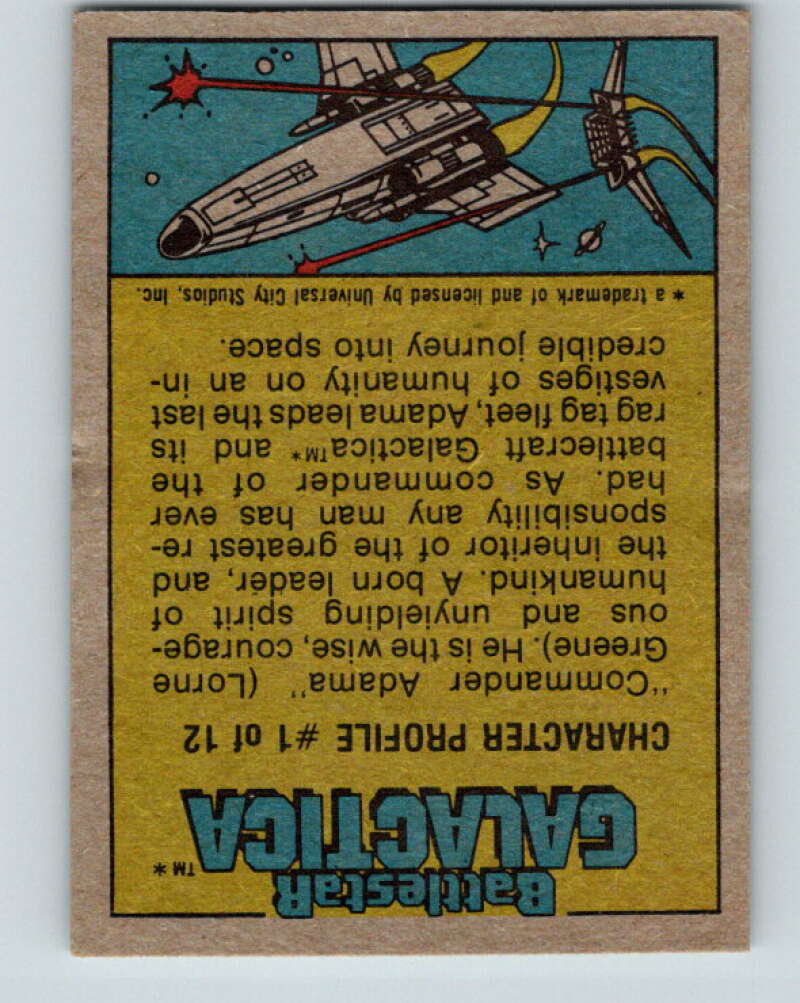 BattlestaR
GALACTICA™*
CHARACTER PROFILE #1 of 12
"Commander Adama" (Lorne
Greene). He is the wise, courage-
ous and unyielding spirit of
humankind. A born leader, and
the inheritor of the greatest re-
sponsibility any man has ever
had. As commander of the
battlecraft Galactica™* and its
rag tag fleet, Adama leads the last
vestiges of humanity on an in-
credible journey into space.
* a trademark of and licensed by Universal City Studios, Inc.